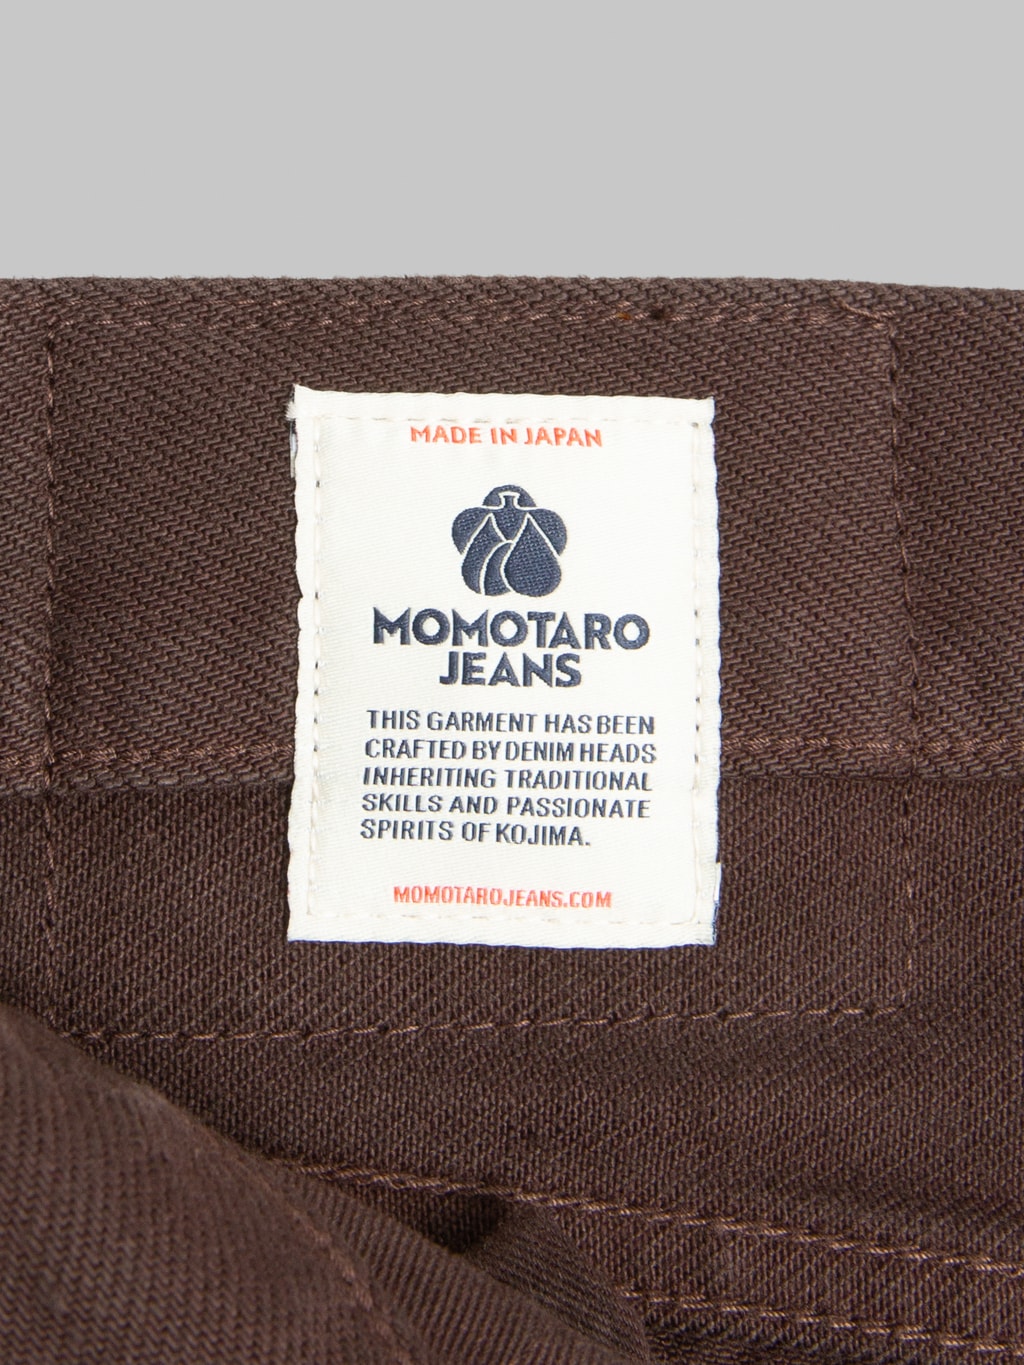 MADE IN JAPAN
MOMOTARO
JEANS
THIS GARMENT HAS BEEN
CRAFTED BY DENIM HEADS
INHERITING TRADITIONAL
SKILLS AND PASSIONATE
SPIRITS OF KOJIMA.
MOMOTAROJEANS.COM